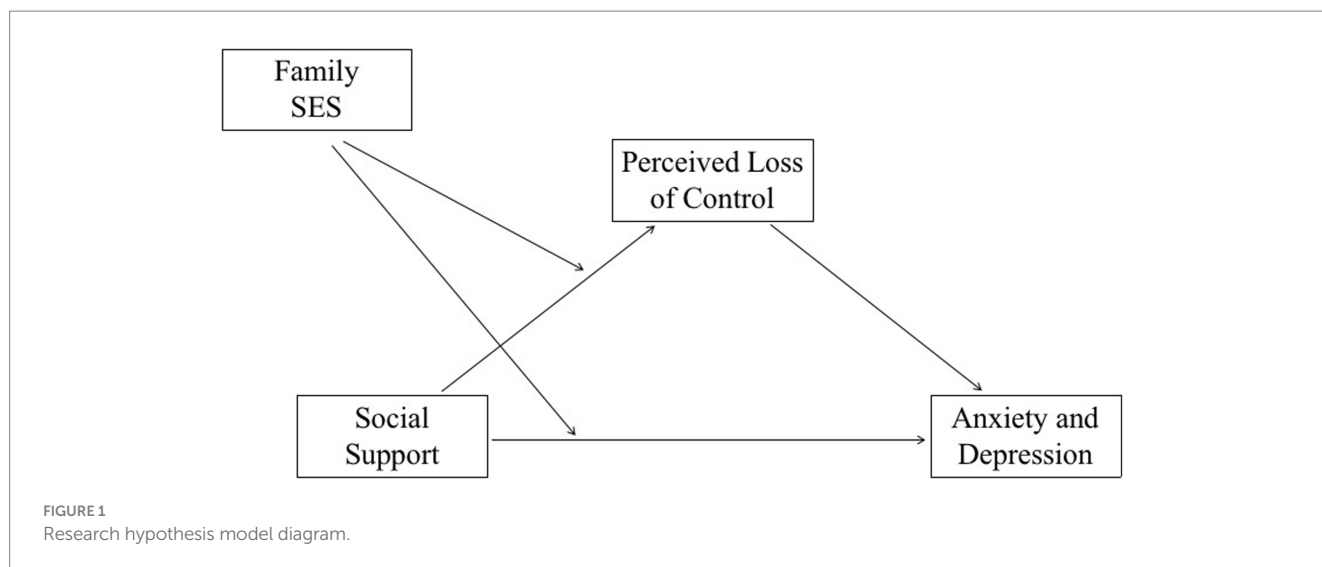 Family
SES
Perceived Loss
of Control
Social
Support
Anxiety and
Depression
FIGURE 1
Research hypothesis model diagram.